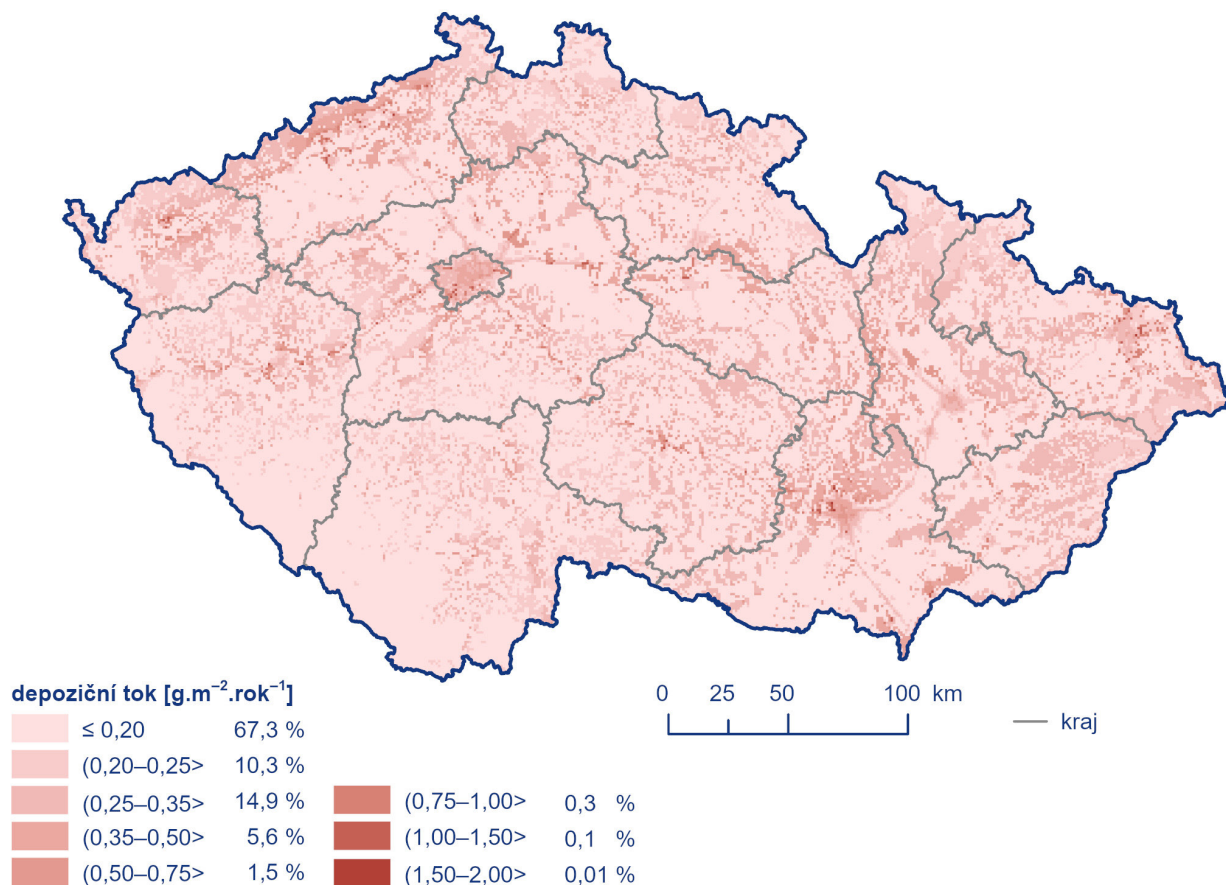 depoziční tok [g.m⁻².rok⁻¹]
≤ 0,20 67,3 %
(0,20–0,25> 10,3 %
(0,25–0,35> 14,9 %
(0,35–0,50> 5,6 %
(0,50–0,75> 1,5 %
(0,75–1,00> 0,3 %
(1,00–1,50> 0,1 %
(1,50–2,00> 0,01 %
0 25 50 100 km
kraj